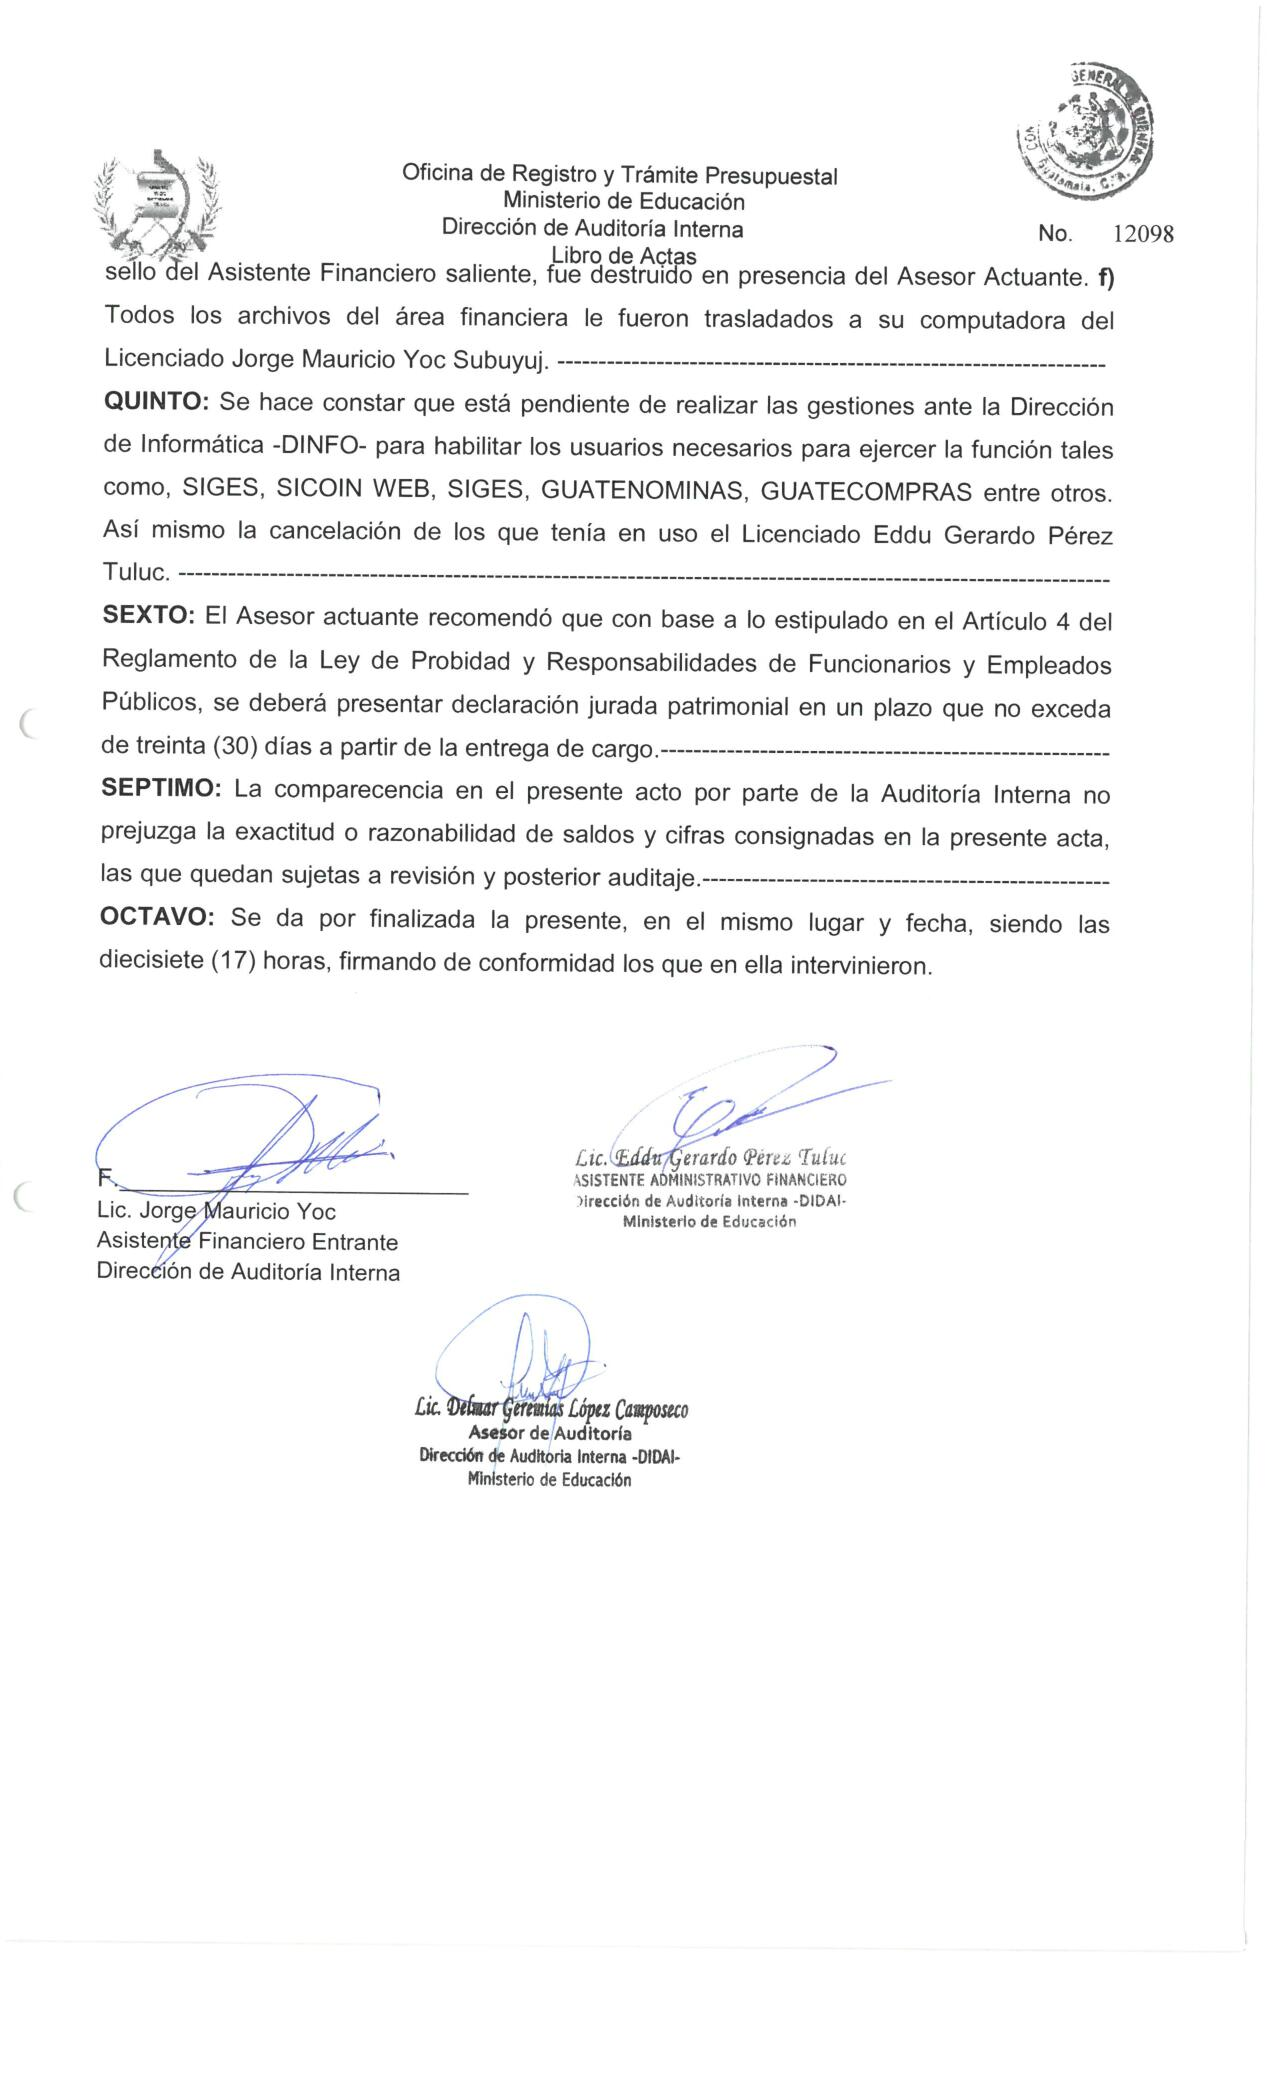 GENERAL DE CUENTAS
Guatemala, C.A.
Oficina de Registro y Trámite Presupuestal
Ministerio de Educación
Dirección de Auditoría Interna
Libro de Actas
No. 12098
sello del Asistente Financiero saliente, fue destruido en presencia del Asesor Actuante. f)
Todos los archivos del área financiera le fueron trasladados a su computadora del
Licenciado Jorge Mauricio Yoc Subuyuj. -------------------------------------------------------------------
QUINTO: Se hace constar que está pendiente de realizar las gestiones ante la Dirección
de Informática -DINFO- para habilitar los usuarios necesarios para ejercer la función tales
como, SIGES, SICOIN WEB, SIGES, GUATENOMINAS, GUATECOMPRAS entre otros.
Así mismo la cancelación de los que tenía en uso el Licenciado Eddu Gerardo Pérez
Tuluc. -----------------------------------------------------------------------------------------------------------------
SEXTO: El Asesor actuante recomendó que con base a lo estipulado en el Artículo 4 del
Reglamento de la Ley de Probidad y Responsabilidades de Funcionarios y Empleados
Públicos, se deberá presentar declaración jurada patrimonial en un plazo que no exceda
de treinta (30) días a partir de la entrega de cargo.-------------------------------------------------------
SEPTIMO: La comparecencia en el presente acto por parte de la Auditoría Interna no
prejuzga la exactitud o razonabilidad de saldos y cifras consignadas en la presente acta,
las que quedan sujetas a revisión y posterior auditaje.--------------------------------------------------
OCTAVO: Se da por finalizada la presente, en el mismo lugar y fecha, siendo las
diecisiete (17) horas, firmando de conformidad los que en ella intervinieron.
F.
Lic. Jorge Mauricio Yoc
Asistente Financiero Entrante
Dirección de Auditoría Interna
Lic. Eddu Gerardo Pérez Tuluc
ASISTENTE ADMINISTRATIVO FINANCIERO
Dirección de Auditoría Interna -DIDAI-
Ministerio de Educación
Lic. Delmar Geremías López Camposeco
Asesor de Auditoría
Dirección de Auditoria Interna -DIDAI-
Ministerio de Educación